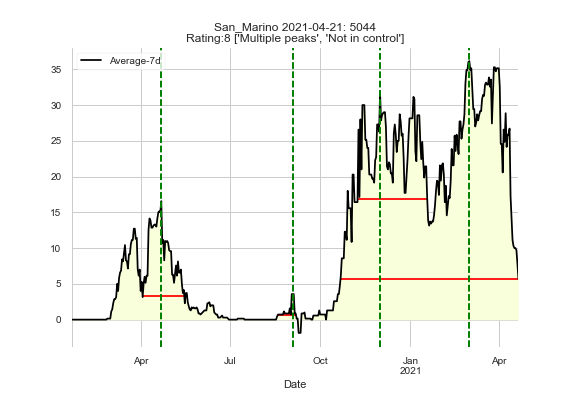 San_Marino 2021-04-21: 5044
Rating:8 ['Multiple peaks', 'Not in control']
Average-7d
35
30
25
20
15
10
5
0
Apr Jul Oct Jan Apr
2021
Date